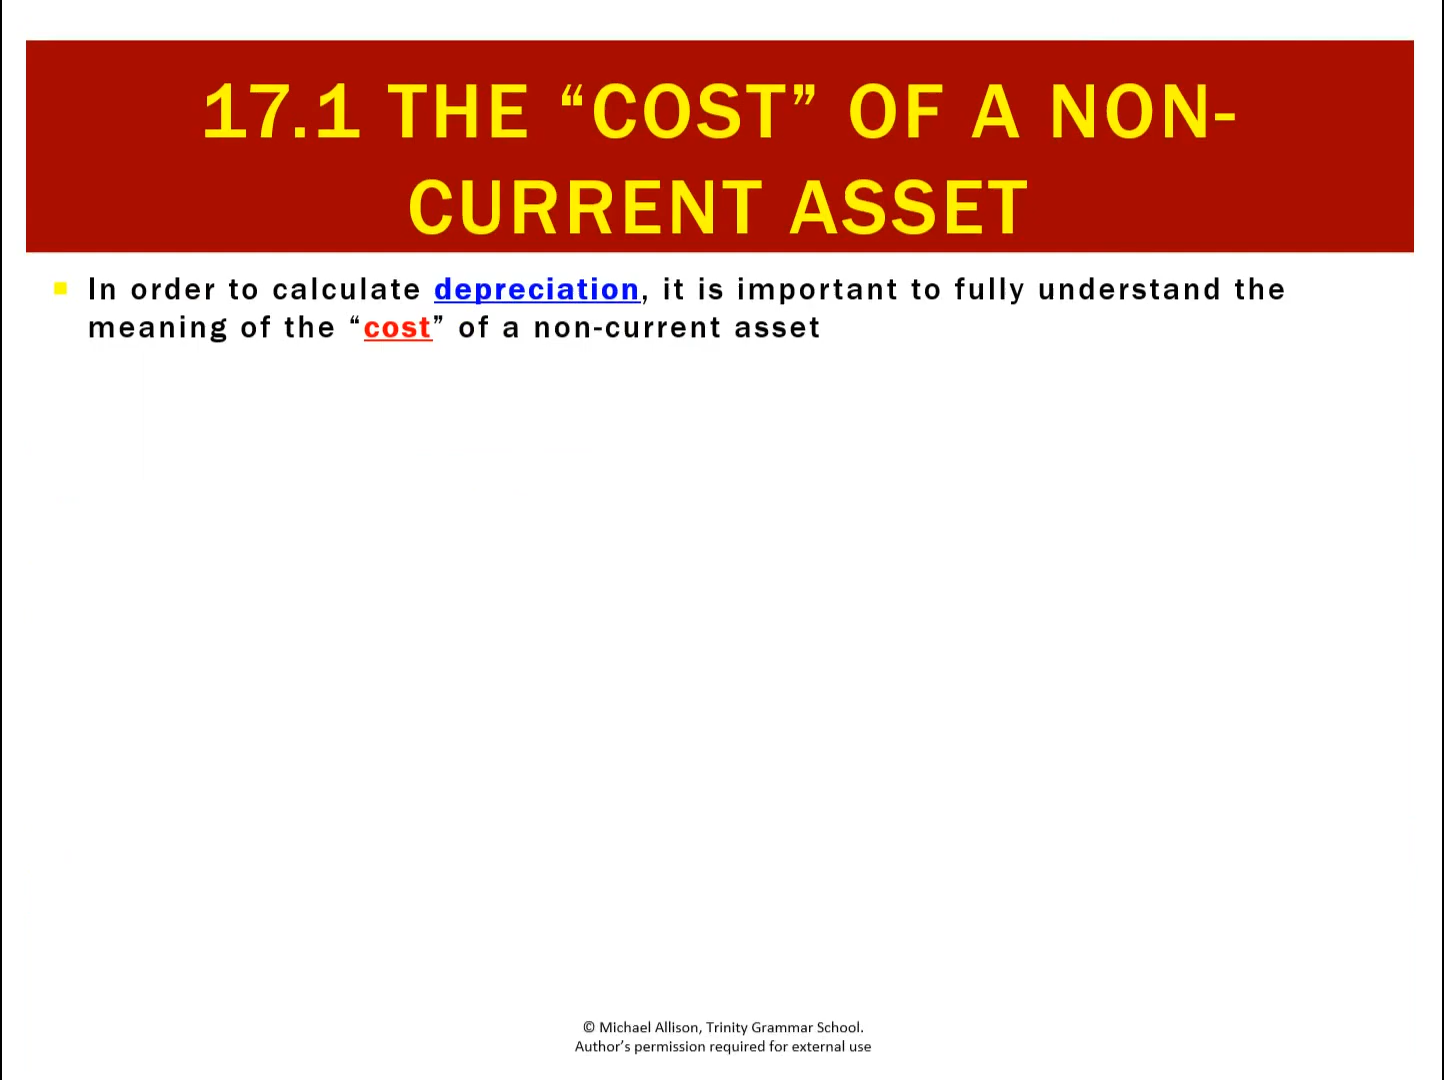 17.1 THE “COST” OF A NON-
CURRENT ASSET
In order to calculate depreciation, it is important to fully understand the
meaning of the “cost” of a non-current asset
© Michael Allison, Trinity Grammar School.
Author’s permission required for external use